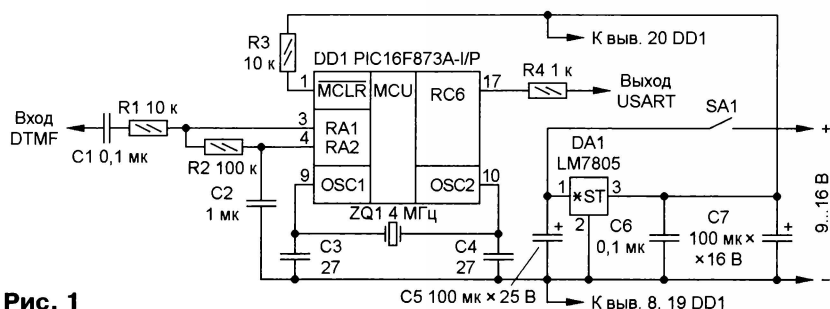 R3
10 к
DD1 PIC16F873A-I/P
К выв. 20 DD1
1
MCLR
MCU
RC6
17
R4 1 к
Выход
USART
Вход
DTMF
R1 10 к
C1 0,1 мк
3
RA1
4
RA2
R2 100 к
C2
1 мк
9
OSC1
OSC2
10
ZQ1 4 МГц
C3
27
C4
27
SA1
+
DA1
LM7805
1
*ST
3
2
C6
0,1 мк
C7
100 мк ×
× 16 В
+
+
9...16 В
–
C5 100 мк × 25 В
К выв. 8, 19 DD1
Рис. 1